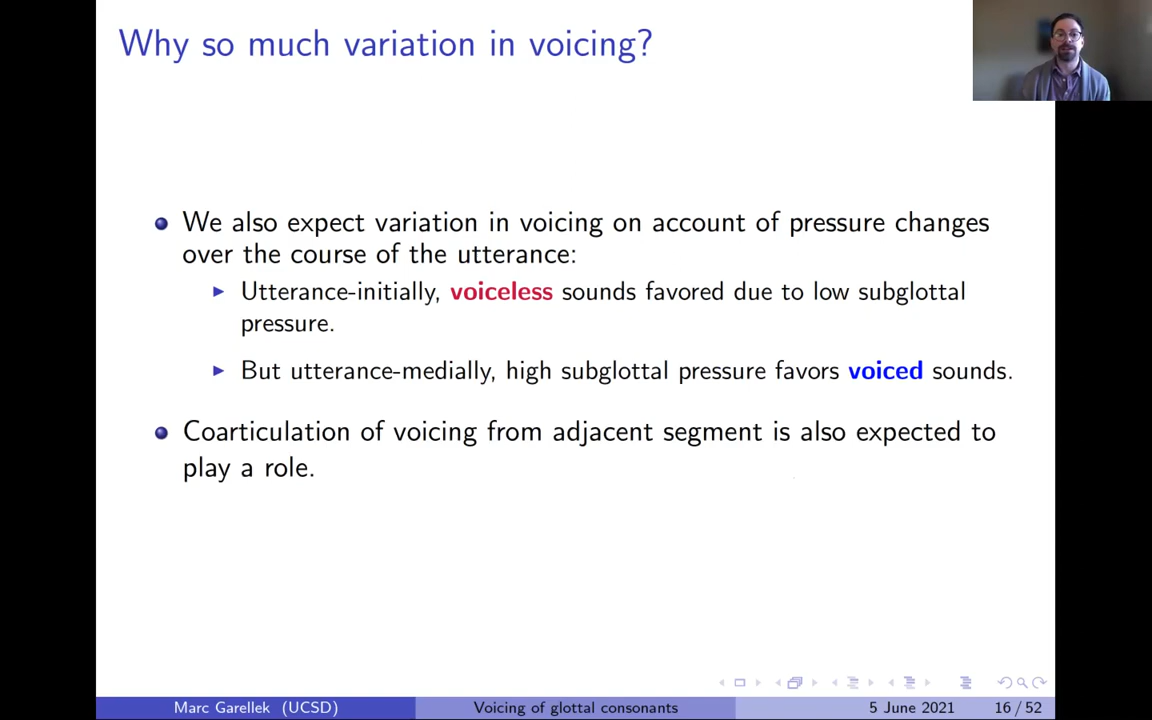 Why so much variation in voicing?
We also expect variation in voicing on account of pressure changes
over the course of the utterance:
Utterance-initially, voiceless sounds favored due to low subglottal
pressure.
But utterance-medially, high subglottal pressure favors voiced sounds.
Coarticulation of voicing from adjacent segment is also expected to
play a role.
Marc Garellek (UCSD) Voicing of glottal consonants 5 June 2021 16 / 52